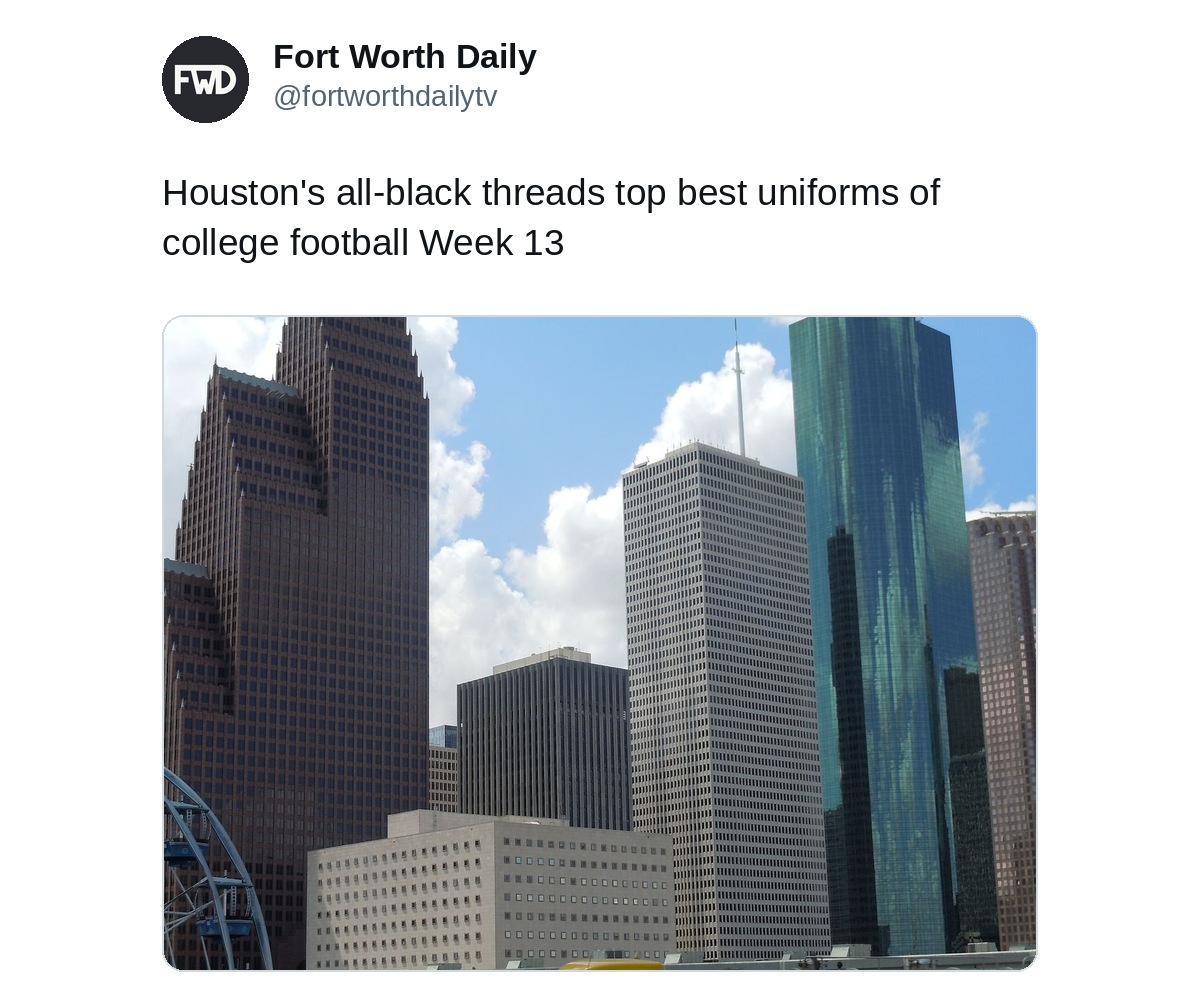 FWD
Fort Worth Daily
@fortworthdailytv
Houston's all-black threads top best uniforms of
college football Week 13